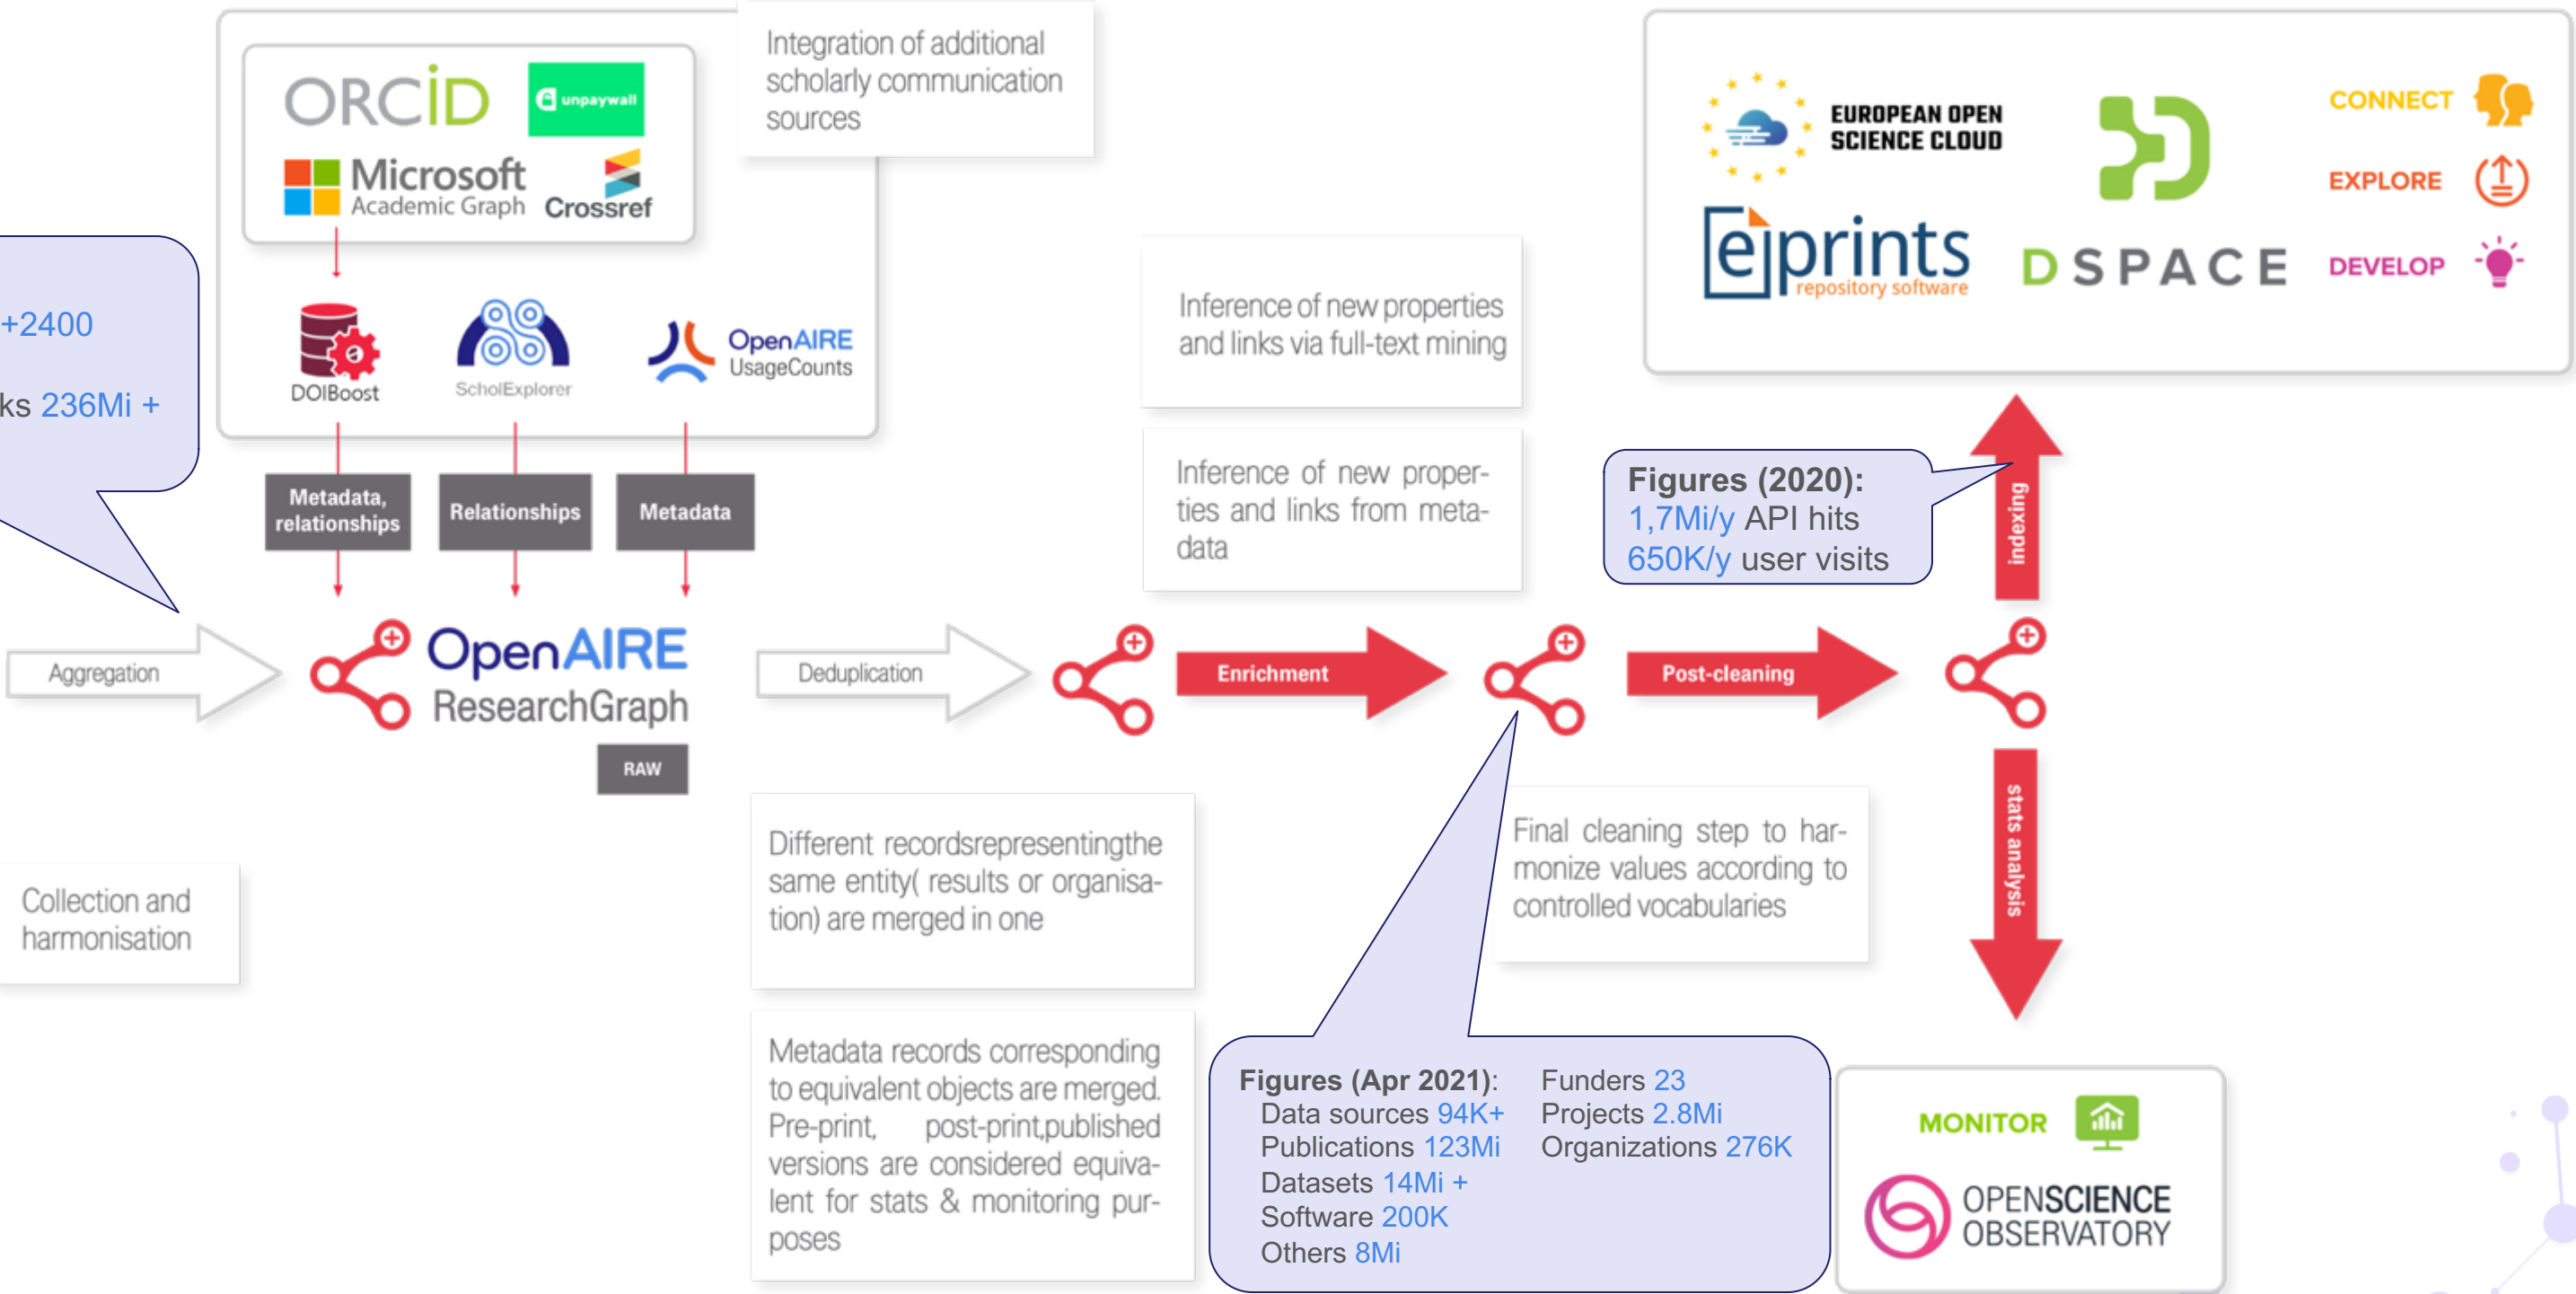 ORCiD
unpaywall
Microsoft
Academic Graph
Crossref
Integration of additional
scholarly communication
sources
+2400
236Mi +
DOIBoost
ScholExplorer
OpenAIRE
UsageCounts
Metadata,
relationships
Relationships
Metadata
Aggregation
OpenAIRE
ResearchGraph
RAW
Collection and
harmonisation
Deduplication
Different recordsrepresentingthe
same entity( results or organisa-
tion) are merged in one
Metadata records corresponding
to equivalent objects are merged.
Pre-print, post-print,published
versions are considered equiva-
lent for stats & monitoring pur-
poses
Inference of new properties
and links via full-text mining
Inference of new proper-
ties and links from meta-
data
Enrichment
Figures (Apr 2021):
Data sources 94K+
Publications 123Mi
Datasets 14Mi +
Software 200K
Others 8Mi
Funders 23
Projects 2.8Mi
Organizations 276K
Post-cleaning
Final cleaning step to har-
monize values according to
controlled vocabularies
Figures (2020):
1,7Mi/y API hits
650K/y user visits
indexing
EUROPEAN OPEN
SCIENCE CLOUD
eprints
repository software
DSPACE
CONNECT
EXPLORE
DEVELOP
stats analysis
MONITOR
OPENSCIENCE
OBSERVATORY